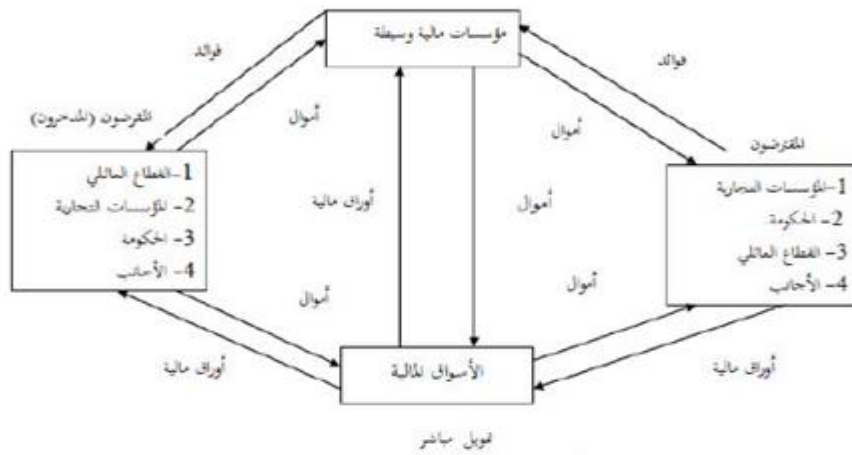 مؤسسات مالية وسيطة
فوائد
فوائد
أموال
أموال
المقرضون (المدخرون)
المقترضون
1-القطاع العائلي
2- المؤسسات التجارية
3- الحكومة
4- الأجانب
أوراق مالية
أموال
1-المؤسسات التجارية
2- الحكومة
3- القطاع العائلي
4- الأجانب
أموال
أموال
الأسواق المالية
أوراق مالية
أوراق مالية
تمويل مباشر